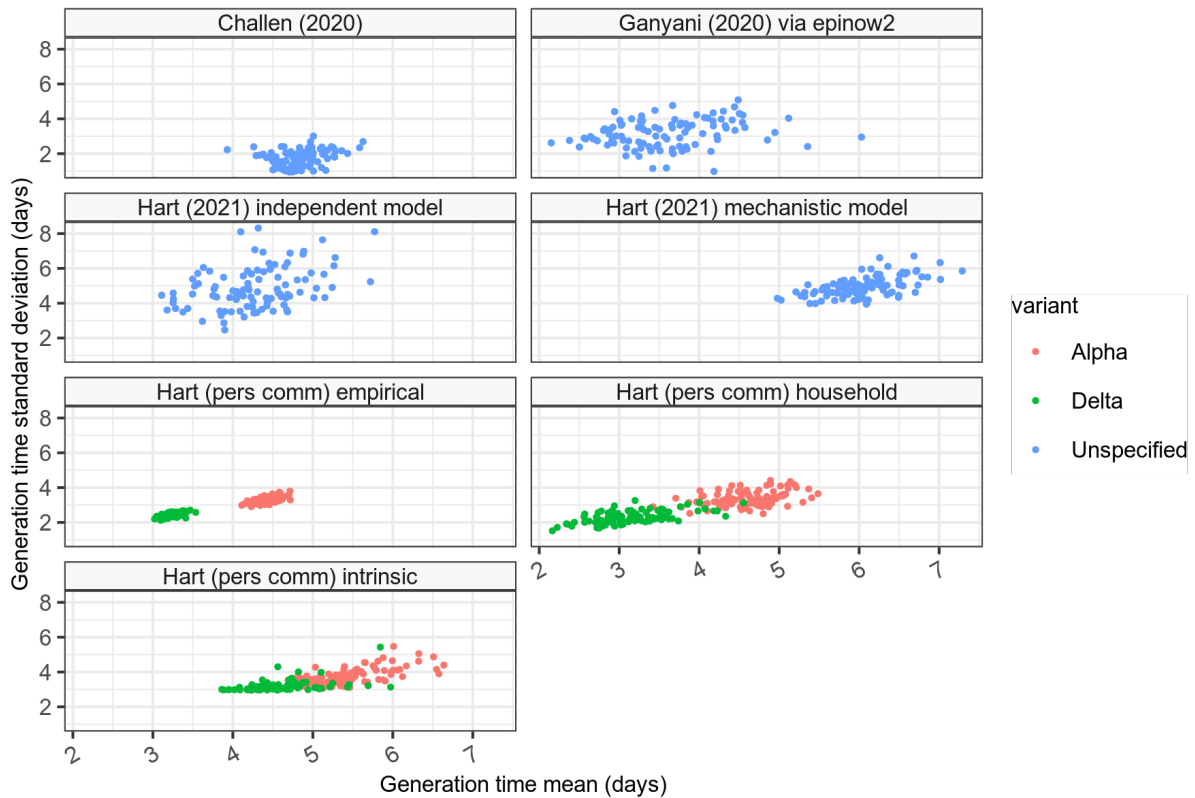 Challen (2020)
Ganyani (2020) via epinow2
8
6
4
2
Hart (2021) independent model
Hart (2021) mechanistic model
8
6
4
2
Hart (pers comm) empirical
Hart (pers comm) household
8
6
4
2
2
3
4
5
6
7
Hart (pers comm) intrinsic
8
6
4
2
2
3
4
5
6
7
Generation time mean (days)
Generation time standard deviation (days)
variant
Alpha
Delta
Unspecified